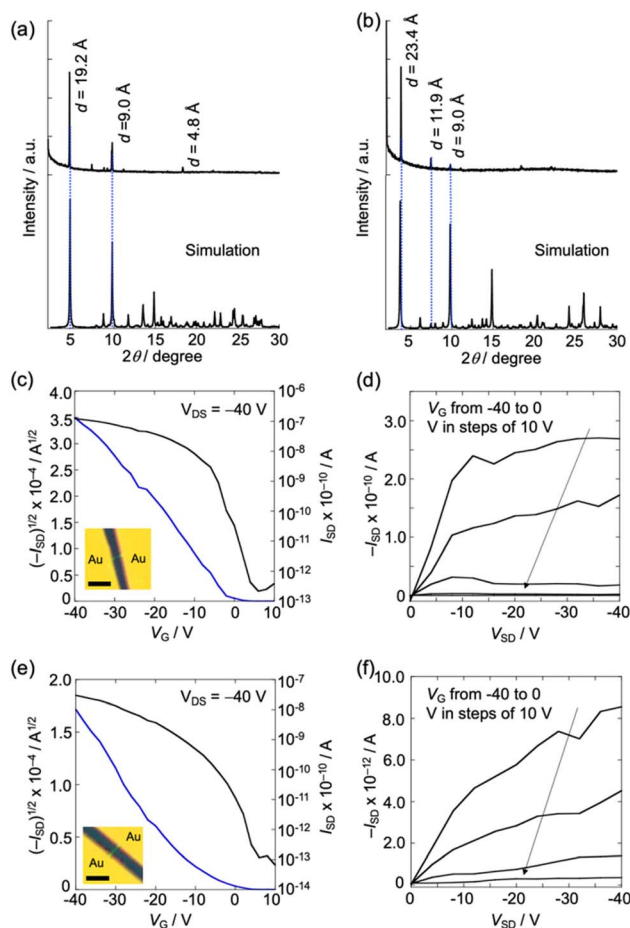 (a)
Intensity / a.u.
d = 19.2 Å
d =9.0 Å
d = 4.8 Å
Simulation
5 10 15 20 25 30
2θ / degree
(b)
Intensity / a.u.
d = 23.4 Å
d = 11.9 Å
d = 9.0 Å
Simulation
5 10 15 20 25 30
2θ / degree
(c)
(−I_SD)^1/2 x 10^−4 / A^1/2
4.0
3.5
3.0
2.5
2.0
1.5
1.0
0.5
0
V_DS = −40 V
Au
Au
10^-6
10^-7
10^-8
10^-9
10^-10
10^-11
10^-12
10^-13
I_SD x 10^−10 / A
-40 -30 -20 -10 0 10
V_G / V
(d)
−I_SD x 10^−10 / A
3.0
2.0
1.0
0
V_G from -40 to 0
V in steps of 10 V
0 -10 -20 -30 -40
V_SD / V
(e)
(−I_SD)^1/2 x 10^−4 / A^1/2
2.0
1.5
1.0
0.5
0
V_DS = −40 V
Au
Au
10^-7
10^-8
10^-9
10^-10
10^-11
10^-12
10^-13
10^-14
I_SD x 10^−10 / A
-40 -30 -20 -10 0 10
V_G / V
(f)
−I_SD x 10^−12 / A
10.0
8.0
6.0
4.0
2.0
0
V_G from -40 to 0
V in steps of 10 V
0 -10 -20 -30 -40
V_SD / V